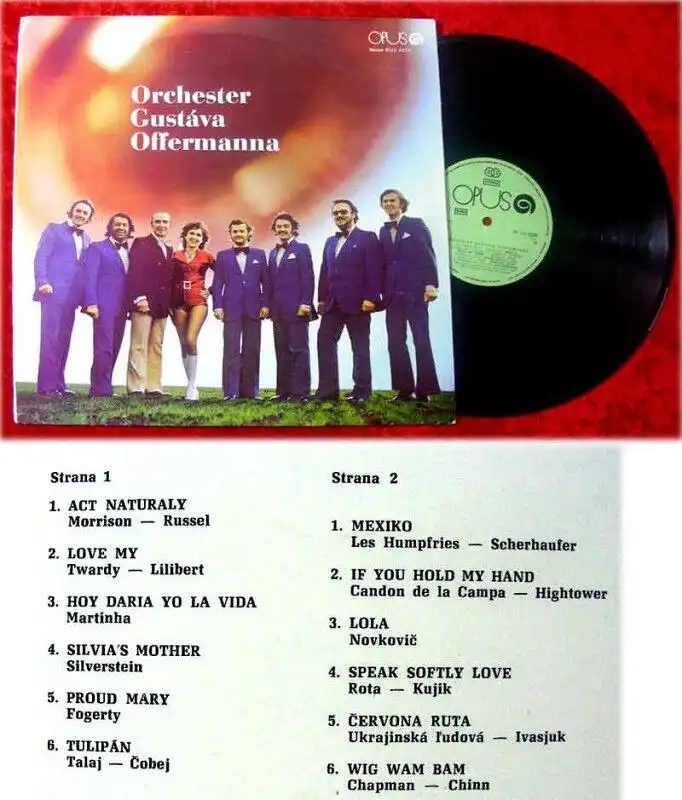 OPUS
Stereo
Orchester
Gustáva
Offermanna
OPUS
Strana 1
1. ACT NATURALY
Morrison — Russel
2. LOVE MY
Twardy — Lilibert
3. HOY DARIA YO LA VIDA
Martinha
4. SILVIA'S MOTHER
Silverstein
5. PROUD MARY
Fogerty
6. TULIPÁN
Talaj — Čobej
Strana 2
1. MEXIKO
Les Humpfries — Scherhaufer
2. IF YOU HOLD MY HAND
Candon de la Campa — Hightower
3. LOLA
Novkovič
4. SPEAK SOFTLY LOVE
Rota — Kujik
5. ČERVONA RUTA
Ukrajinská ľudová — Ivasjuk
6. WIG WAM BAM
Chapman — Chinn